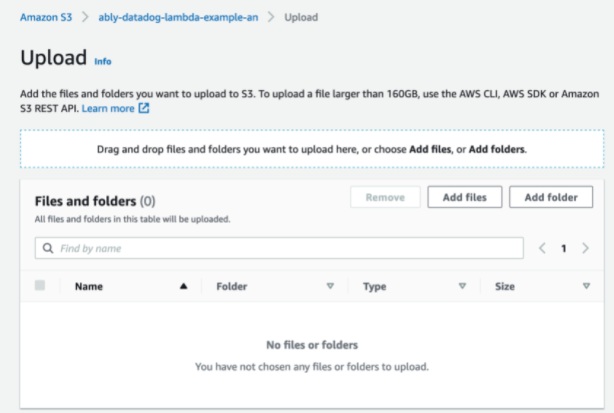 Amazon S3 > ably-datadog-lambda-example-an > Upload
Upload Info
Add the files and folders you want to upload to S3. To upload a file larger than 160GB, use the AWS CLI, AWS SDK or Amazon
S3 REST API. Learn more
Drag and drop files and folders you want to upload here, or choose Add files, or Add folders.
Files and folders (0)
Remove
Add files
Add folder
All files and folders in this table will be uploaded.
Find by name
< 1 >
Name Folder Type Size
No files or folders
You have not chosen any files or folders to upload.